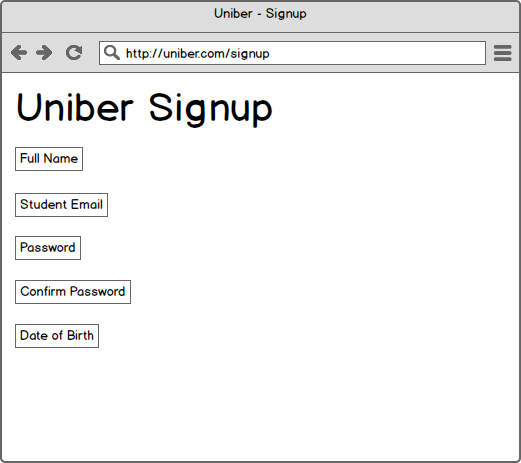 Uniber - Signup
http://uniber.com/signup
Uniber Signup
Full Name
Student Email
Password
Confirm Password
Date of Birth